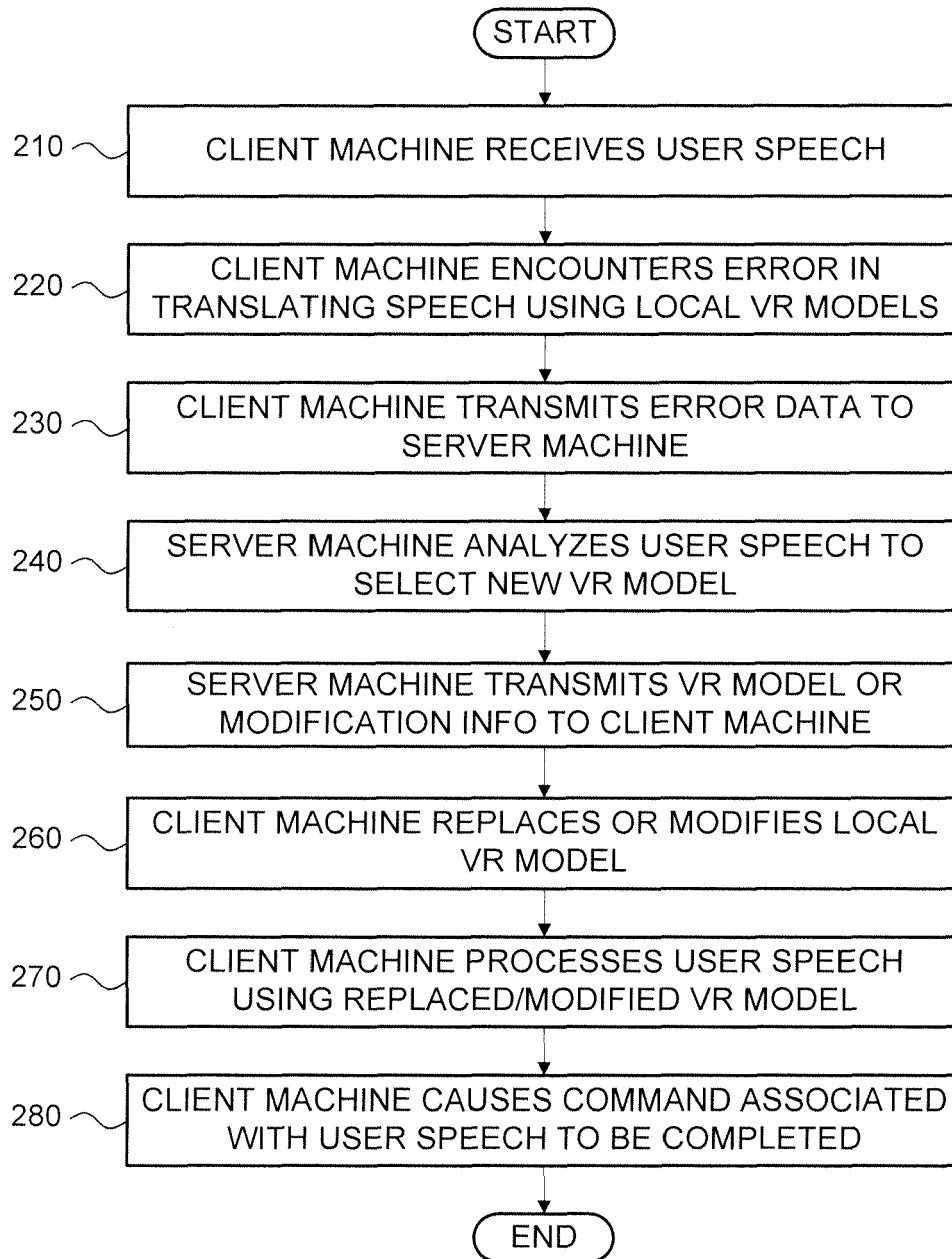 START
210
CLIENT MACHINE RECEIVES USER SPEECH
220
CLIENT MACHINE ENCOUNTERS ERROR IN
TRANSLATING SPEECH USING LOCAL VR MODELS
230
CLIENT MACHINE TRANSMITS ERROR DATA TO
SERVER MACHINE
240
SERVER MACHINE ANALYZES USER SPEECH TO
SELECT NEW VR MODEL
250
SERVER MACHINE TRANSMITS VR MODEL OR
MODIFICATION INFO TO CLIENT MACHINE
260
CLIENT MACHINE REPLACES OR MODIFIES LOCAL
VR MODEL
270
CLIENT MACHINE PROCESSES USER SPEECH
USING REPLACED/MODIFIED VR MODEL
280
CLIENT MACHINE CAUSES COMMAND ASSOCIATED
WITH USER SPEECH TO BE COMPLETED
END